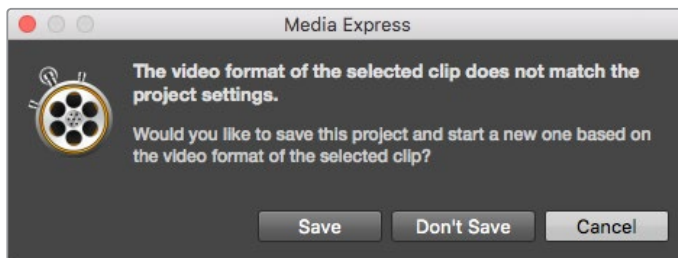 Media Express
The video format of the selected clip does not match the
project settings.
Would you like to save this project and start a new one based on
the video format of the selected clip?
Save Don't Save Cancel